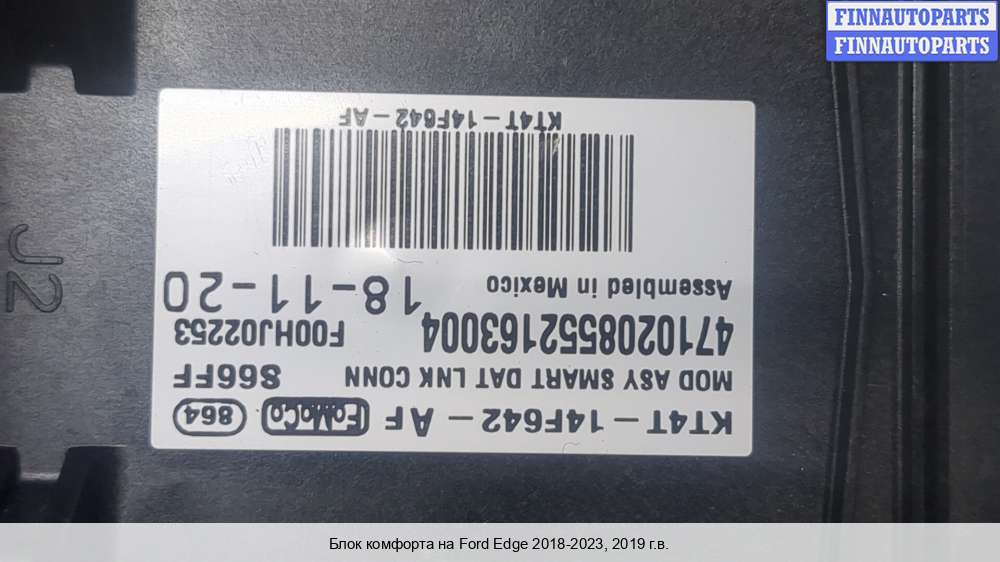 FINNAUTOPARTS
FINNAUTOPARTS
KT4T-14F642-AF FoMoCo 864
MOD ASY SMART DAT LNK CONN S66FF
4710208552163004 F00HJ02253
Assembled in Mexico 18-11-20
KT4T-14F642-AF
J2
Блок комфорта на Ford Edge 2018-2023, 2019 г.в.